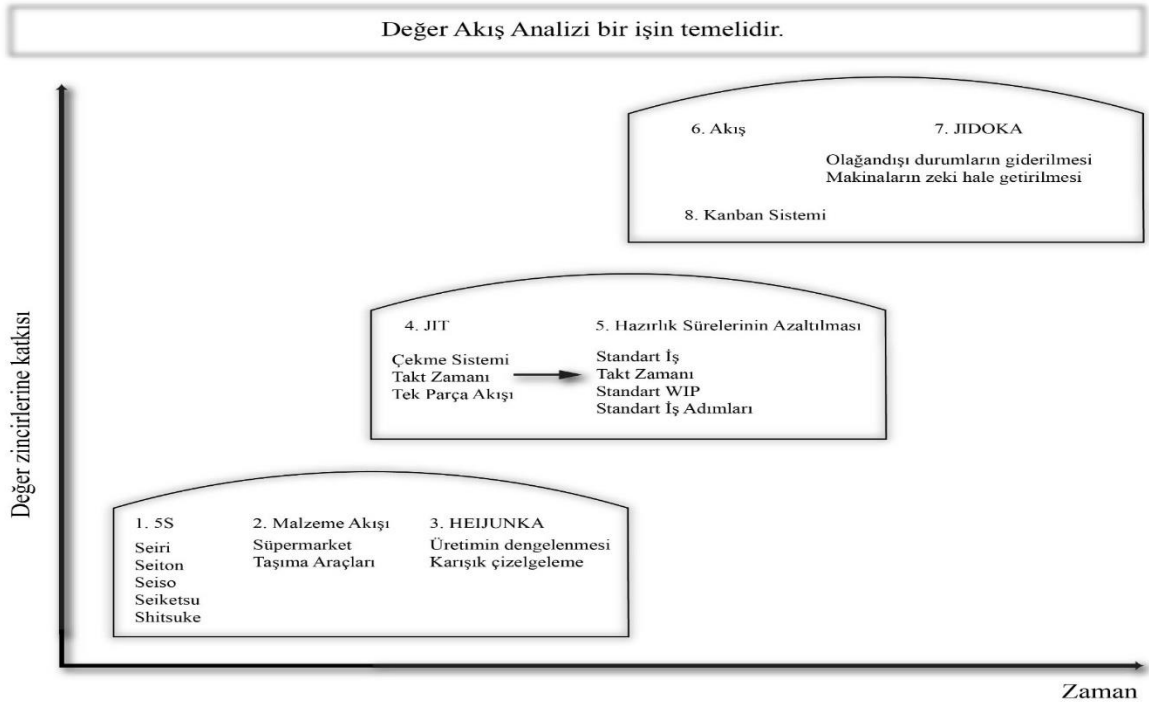 Değer Akış Analizi bir işin temelidir.
Değer zincirlerine katkısı
6. Akış
7. JIDOKA
Olağandışı durumların giderilmesi
Makinaların zeki hale getirilmesi
8. Kanban Sistemi
4. JIT
Çekme Sistemi
Takt Zamanı
Tek Parça Akışı
5. Hazırlık Sürelerinin Azaltılması
Standart İş
Takt Zamanı
Standart WIP
Standart İş Adımları
1. 5S
Seiri
Seiton
Seiso
Seiketsu
Shitsuke
2. Malzeme Akışı
Süpermarket
Taşıma Araçları
3. HEIJUNKA
Üretimin dengelenmesi
Karışık çizelgeleme
Zaman